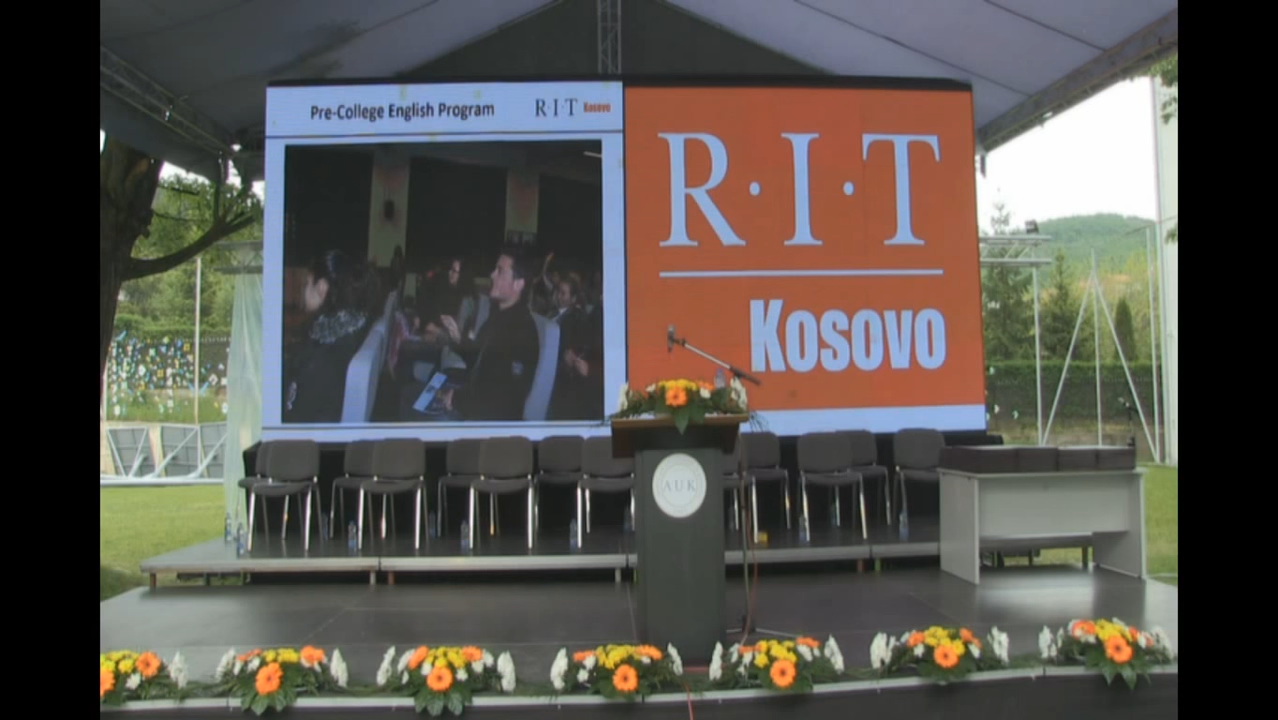 Pre-College English Program
R·I·T Kosovo
R·I·T
Kosovo
AUK